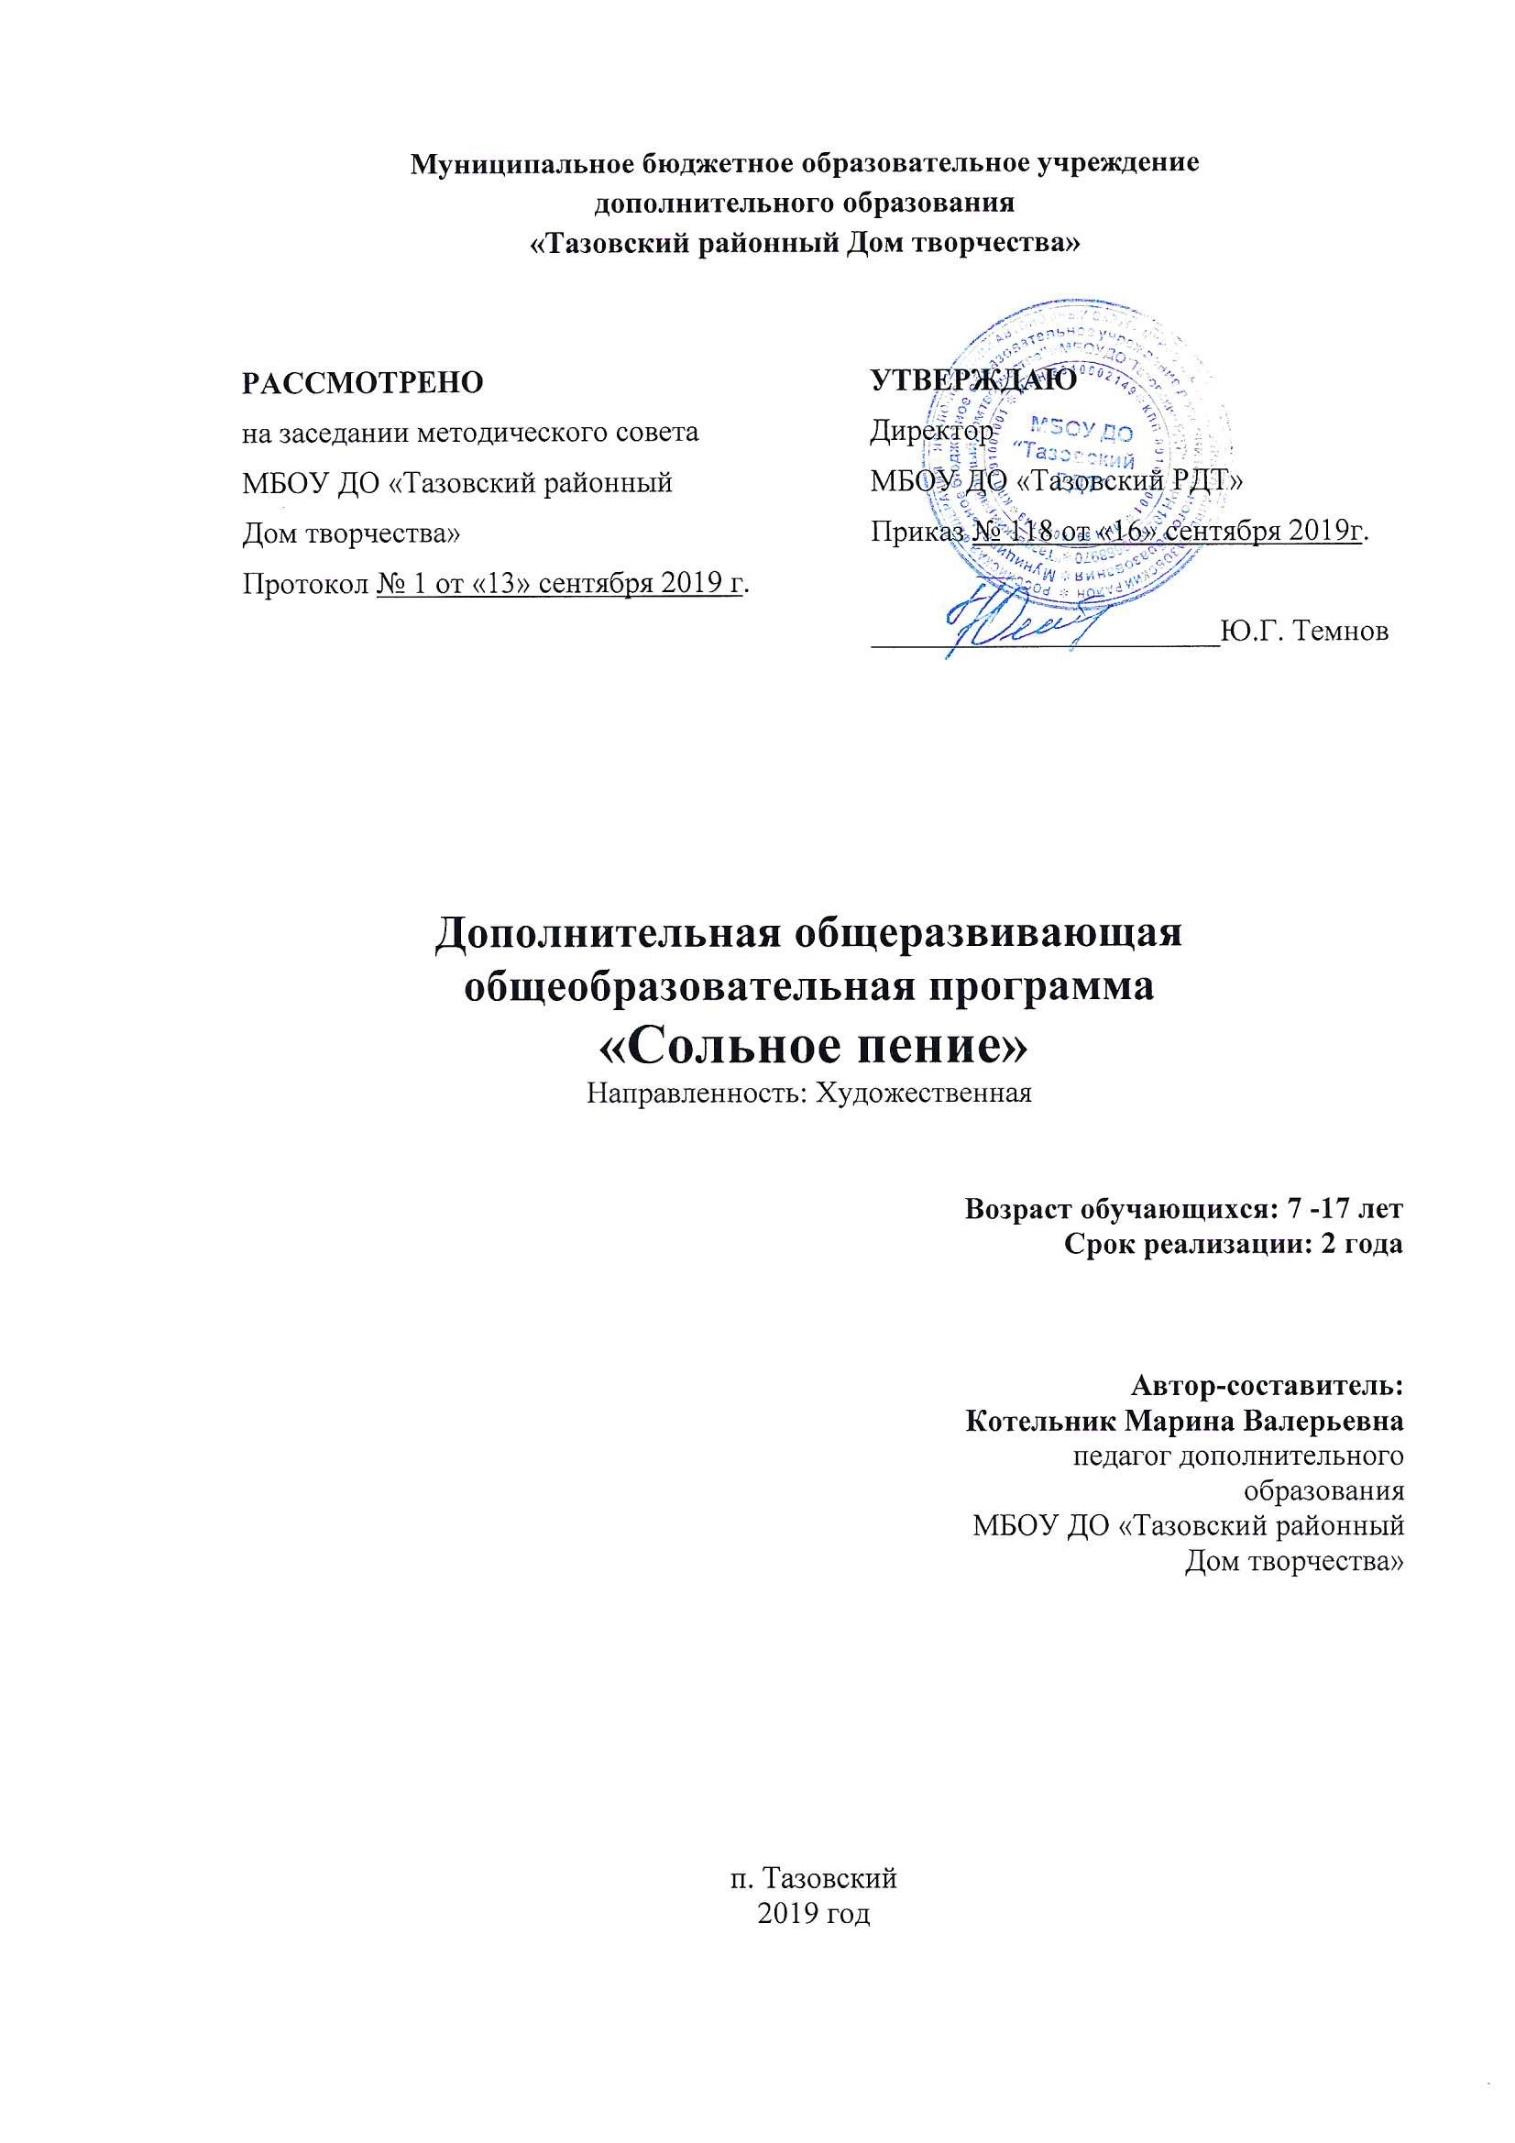 Муниципальное бюджетное образовательное учреждение
дополнительного образования
«Тазовский районный Дом творчества»
РАССМОТРЕНО
на заседании методического совета
МБОУ ДО «Тазовский районный
Дом творчества»
Протокол № 1 от «13» сентября 2019 г.
УТВЕРЖДАЮ
Директор
МБОУ ДО «Тазовский РДТ»
Приказ № 118 от «16» сентября 2019г.
Ю.Г. Темнов
МБОУ ДО
"Тазовский
РДТ"
Дополнительная общеразвивающая
общеобразовательная программа
«Сольное пение»
Направленность: Художественная
Возраст обучающихся: 7 -17 лет
Срок реализации: 2 года
Автор-составитель:
Котельник Марина Валерьевна
педагог дополнительного
образования
МБОУ ДО «Тазовский районный
Дом творчества»
п. Тазовский
2019 год